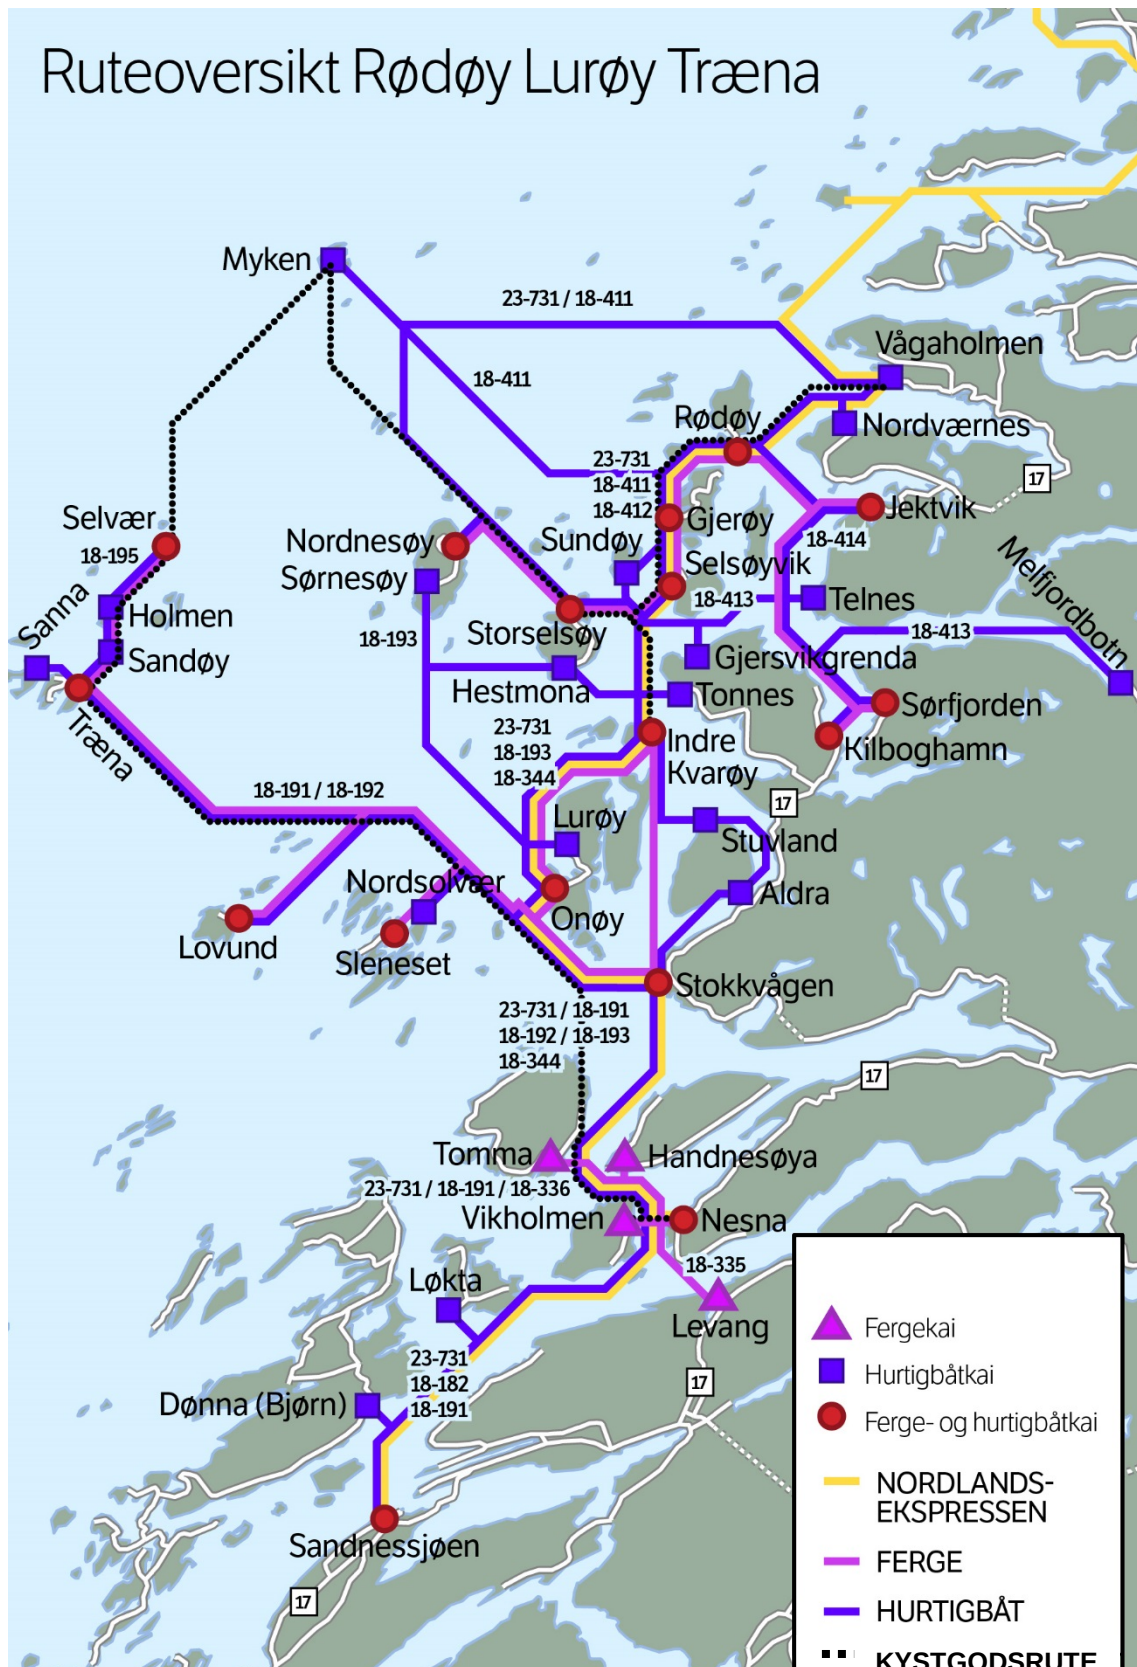 Ruteoversikt Rødøy Lurøy Træna
Myken
23-731 / 18-411
Vågaholmen
18-411
Rødøy
Nordværnes
23-731
18-411
18-412
17
Selvær
Nordnesøy
Sundøy
Gjerøy
Jektvik
18-414
18-195
Sørnesøy
Selsøyvik
Melfjordbotn
Sanna
Holmen
18-413
Telnes
Storselsøy
18-193
18-413
Sandøy
Gjersvikgrenda
Hestmona
Tonnes
Sørfjorden
Træna
23-731
18-193
18-344
Indre
Kvarøy
Kilboghamn
18-191 / 18-192
17
Lurøy
Stuvland
Nordsolvær
Aldra
Onøy
Lovund
Sleneset
Stokkvågen
23-731 / 18-191
18-192 / 18-193
18-344
17
Tomma
Handnesøya
23-731 / 18-191 / 18-336
Vikholmen
Nesna
18-335
Løkta
Levang
23-731
18-182
18-191
17
Dønna (Bjørn)
Sandnessjøen
17
Fergekai
Hurtigbåtkai
Ferge- og hurtigbåtkai
NORDLANDS-
EKSPRESSEN
FERGE
HURTIGBÅT
KYSTGODSRUTE